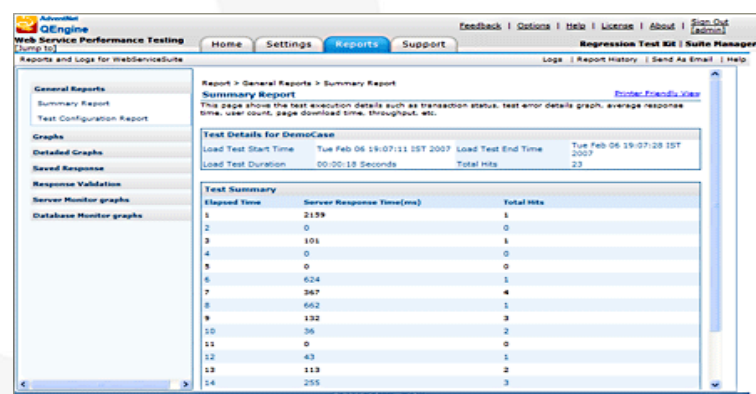 AdventNet
QEngine
Feedback | Options | Help | License | About | Sign Out [admin]
Web Service Performance Testing
[Jump to]
Home Settings Reports Support
Regression Test Kit | Suite Manager
Reports and Logs for WebServiceSuite
Logs | Report History | Send As Email | Help
General Reports
Summary Report
Test Configuration Report
Graphs
Detailed Graphs
Saved Response
Response Validation
Server Monitor graphs
Database Monitor graphs
Report > General Reports > Summary Report
Summary Report
Printer Friendly View
This page shows the test execution details such as transaction status, test error details graph, average response
time, user count, page download time, throughput, etc.
Test Details for DemoCase
Load Test Start Time Tue Feb 06 19:07:11 IST 2007 Load Test End Time Tue Feb 06 19:07:28 IST 2007
Load Test Duration 00:00:18 Seconds Total Hits 23
Test Summary
Elapsed Time Server Response Time(ms) Total Hits
1 2159 1
2 0 0
3 101 1
4 0 0
5 0 0
6 624 1
7 367 4
8 662 1
9 132 3
10 36 2
11 0 0
12 43 1
13 113 2
14 255 3